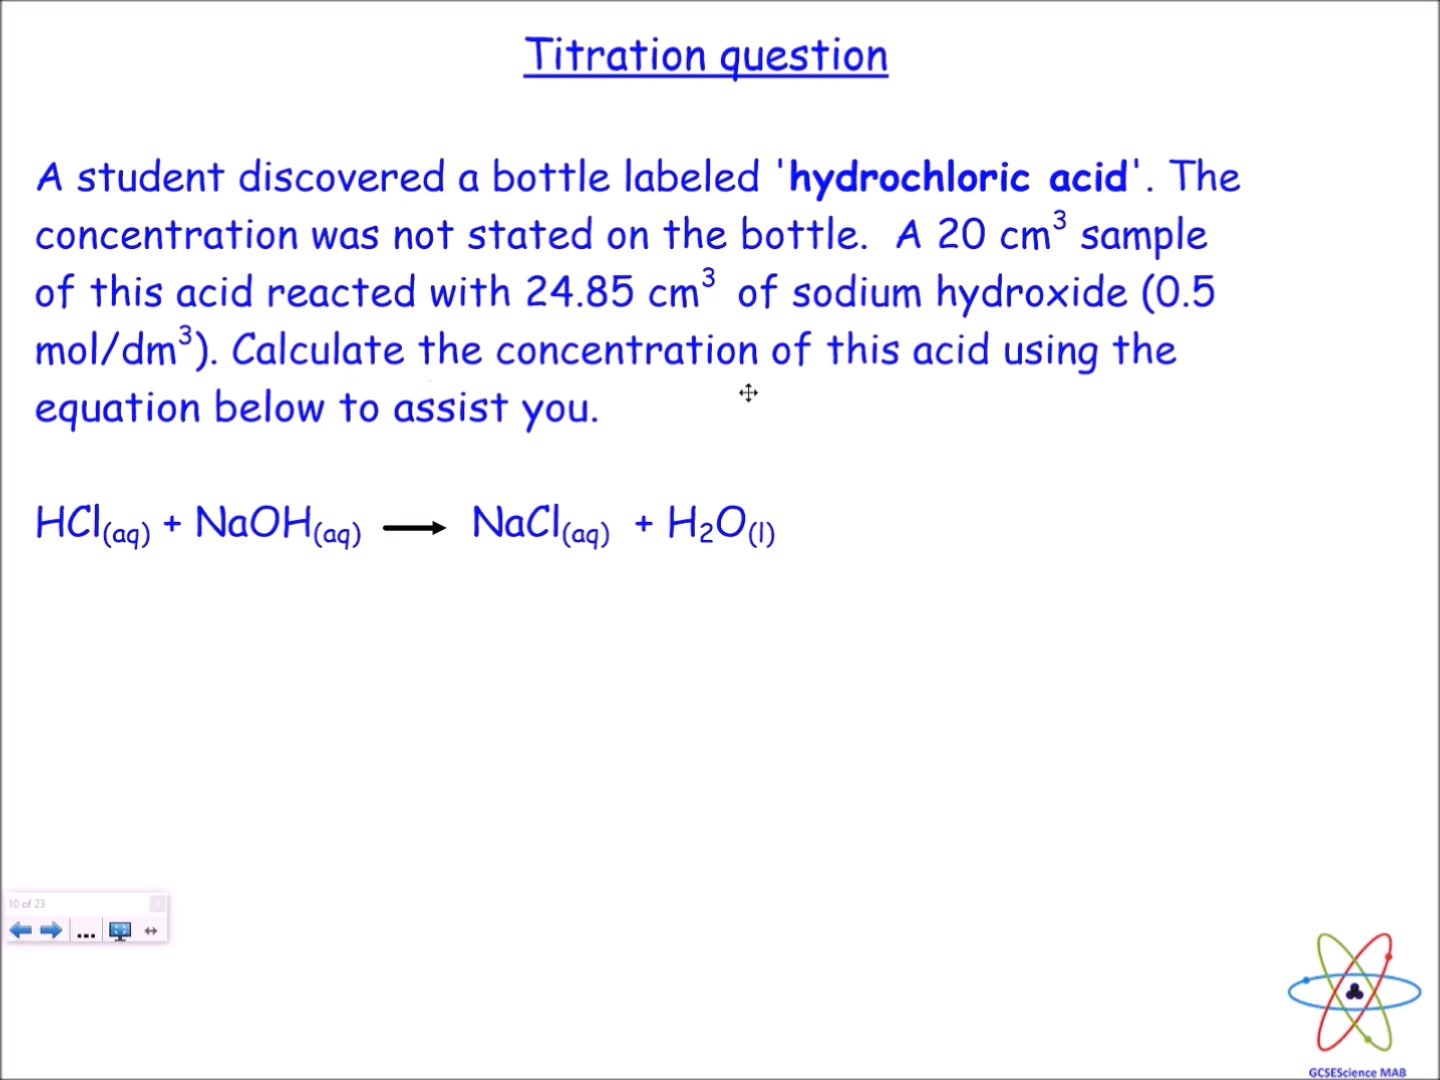 Titration question
A student discovered a bottle labeled 'hydrochloric acid'. The
concentration was not stated on the bottle. A 20 cm³ sample
of this acid reacted with 24.85 cm³ of sodium hydroxide (0.5
mol/dm³). Calculate the concentration of this acid using the
equation below to assist you.
HCl(aq) + NaOH(aq) ⟶ NaCl(aq) + H₂O(l)
10 of 23
...
GCSEScience MAB